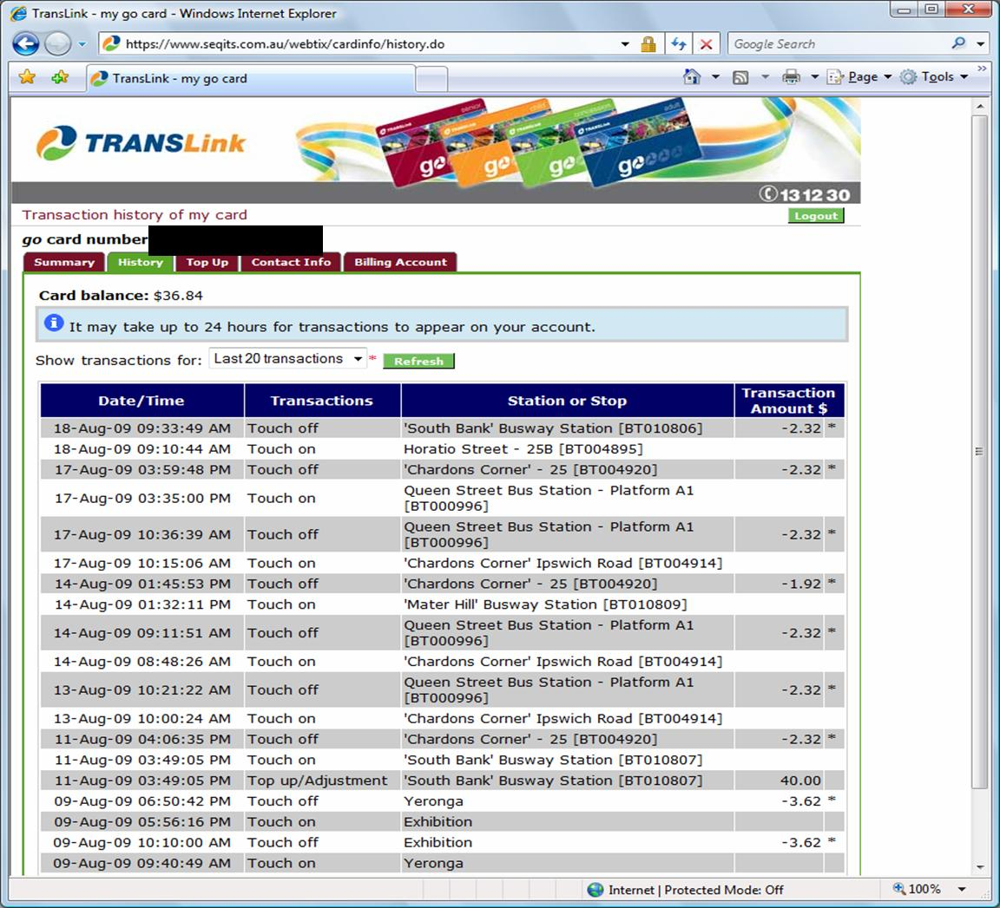 TransLink - my go card - Windows Internet Explorer
https://www.seqits.com.au/webtix/cardinfo/history.do
Google Search
TransLink - my go card
Page
Tools
TRANSLink
senior
child
concession
adult
go
go
go
go
13 12 30
Transaction history of my card
Logout
go card number
Summary History Top Up Contact Info Billing Account
Card balance: $36.84
It may take up to 24 hours for transactions to appear on your account.
Show transactions for: Last 20 transactions * Refresh
Date/Time Transactions Station or Stop Transaction Amount $
18-Aug-09 09:33:49 AM Touch off 'South Bank' Busway Station [BT010806] -2.32 *
18-Aug-09 09:10:44 AM Touch on Horatio Street - 25B [BT004895]
17-Aug-09 03:59:48 PM Touch off 'Chardons Corner' - 25 [BT004920] -2.32 *
17-Aug-09 03:35:00 PM Touch on Queen Street Bus Station - Platform A1 [BT000996]
17-Aug-09 10:36:39 AM Touch off Queen Street Bus Station - Platform A1 [BT000996] -2.32 *
17-Aug-09 10:15:06 AM Touch on 'Chardons Corner' Ipswich Road [BT004914]
14-Aug-09 01:45:53 PM Touch off 'Chardons Corner' - 25 [BT004920] -1.92 *
14-Aug-09 01:32:11 PM Touch on 'Mater Hill' Busway Station [BT010809]
14-Aug-09 09:11:51 AM Touch off Queen Street Bus Station - Platform A1 [BT000996] -2.32 *
14-Aug-09 08:48:26 AM Touch on 'Chardons Corner' Ipswich Road [BT004914]
13-Aug-09 10:21:22 AM Touch off Queen Street Bus Station - Platform A1 [BT000996] -2.32 *
13-Aug-09 10:00:24 AM Touch on 'Chardons Corner' Ipswich Road [BT004914]
11-Aug-09 04:06:35 PM Touch off 'Chardons Corner' - 25 [BT004920] -2.32 *
11-Aug-09 03:49:05 PM Touch on 'South Bank' Busway Station [BT010807]
11-Aug-09 03:49:05 PM Top up/Adjustment 'South Bank' Busway Station [BT010807] 40.00
09-Aug-09 06:50:42 PM Touch off Yeronga -3.62 *
09-Aug-09 05:56:16 PM Touch on Exhibition
09-Aug-09 10:10:00 AM Touch off Exhibition -3.62 *
09-Aug-09 09:40:49 AM Touch on Yeronga
Internet | Protected Mode: Off
100%